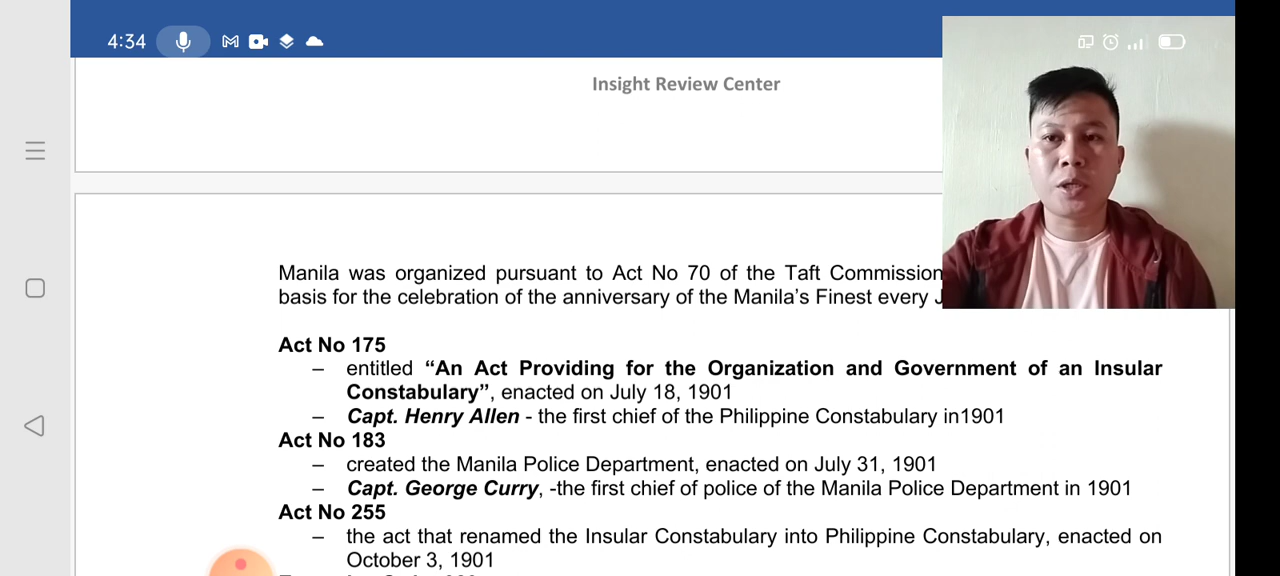 4:34
Insight Review Center
Manila was organized pursuant to Act No 70 of the Taft Commission
basis for the celebration of the anniversary of the Manila's Finest every J
Act No 175
– entitled “An Act Providing for the Organization and Government of an Insular
Constabulary”, enacted on July 18, 1901
– Capt. Henry Allen - the first chief of the Philippine Constabulary in1901
Act No 183
– created the Manila Police Department, enacted on July 31, 1901
– Capt. George Curry, -the first chief of police of the Manila Police Department in 1901
Act No 255
– the act that renamed the Insular Constabulary into Philippine Constabulary, enacted on
October 3, 1901